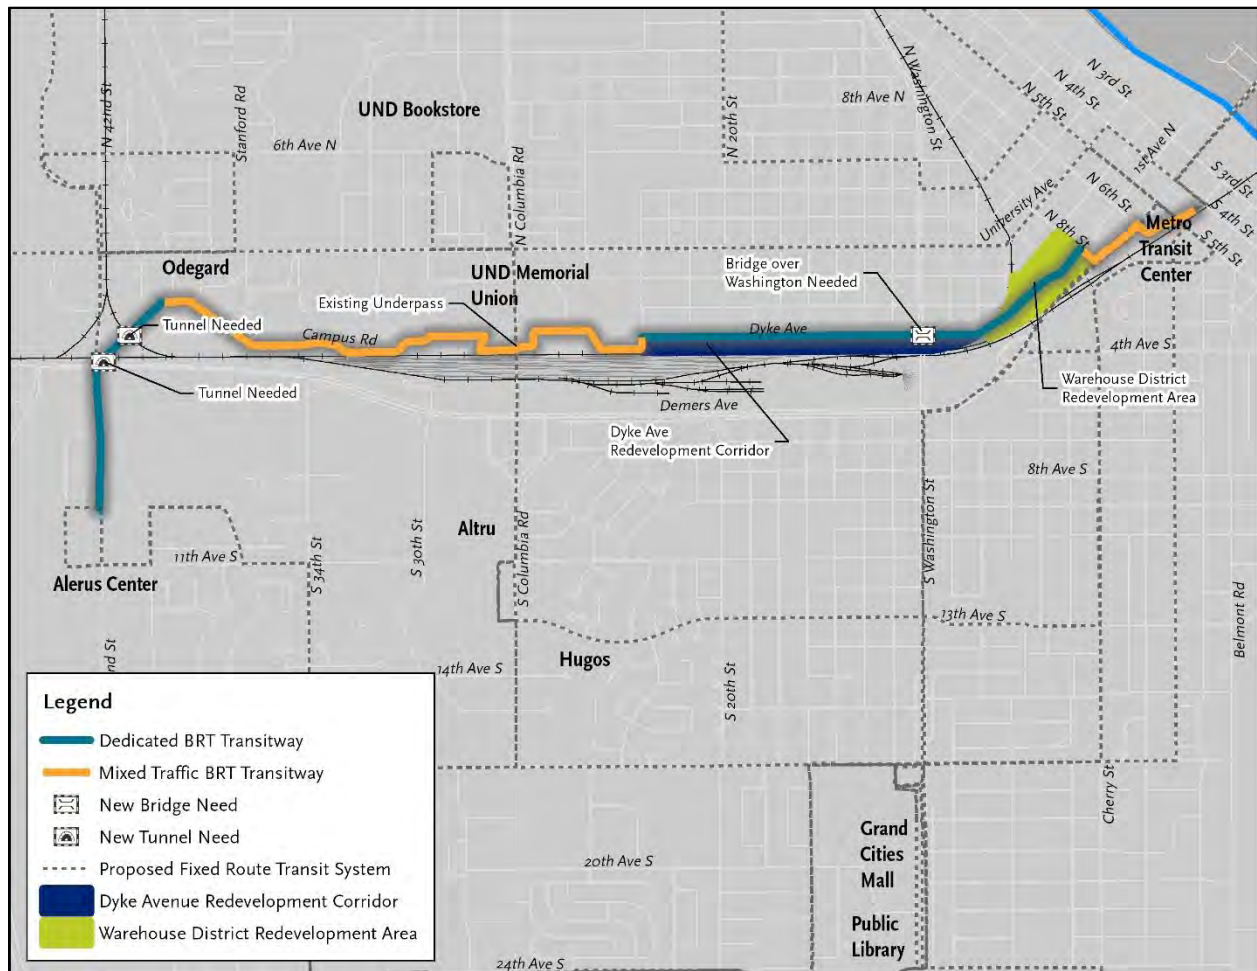 N 42nd St
Stanford Rd
UND Bookstore
6th Ave N
N Columbia Rd
N 20th St
8th Ave N
N Washington St
N 3rd St
N 4th St
N 5th St
1st Ave N
S 3rd St
S 4th St
S 5th St
N 6th St
University Ave
N 8th St
Metro
Transit
Center
Odegard
UND Memorial
Union
Bridge over
Washington Needed
Existing Underpass
Tunnel Needed
Campus Rd
Dyke Ave
4th Ave S
Tunnel Needed
Warehouse District
Redevelopment Area
Demers Ave
Dyke Ave
Redevelopment Corridor
8th Ave S
Altru
S Columbia Rd
S 30th St
S 34th St
11th Ave S
Alerus Center
S Washington St
13th Ave S
Belmont Rd
nd St
14th Ave S
Hugos
S 20th St
Legend
Dedicated BRT Transitway
Mixed Traffic BRT Transitway
New Bridge Need
New Tunnel Need
Proposed Fixed Route Transit System
Dyke Avenue Redevelopment Corridor
Warehouse District Redevelopment Area
Cherry St
Grand
Cities
Mall
20th Ave S
Public
Library
24th Ave S